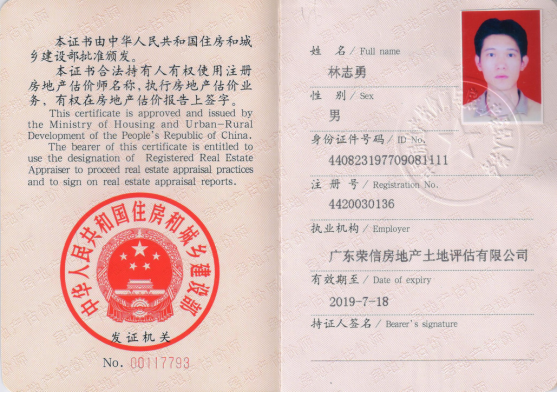 本证书由中华人民共和国住房和城
乡建设部批准颁发。
本证书合法持有人有权使用注册
房地产估价师名称，执行房地产估价业
务，有权在房地产估价报告上签字。
This certificate is approved and issued by
the Ministry of Housing and Urban-Rural
Development of the People's Republic of China.
The bearer of this certificate is entitled to
use the designation of Registered Real Estate
Appraiser to proceed real estate appraisal practices
and to sign on real estate appraisal reports.
中华人民共和国住房和城乡建设部
发证机关
No. 00117793
姓 名 / Full name
林志勇
性 别 / Sex
男
身份证件号码 / ID No.
440823197709081111
注 册 号 / Registration No.
4420030136
执业机构 / Employer
广东荣信房地产土地评估有限公司
有效期至 / Date of expiry
2019-7-18
持证人签名 / Bearer's signature